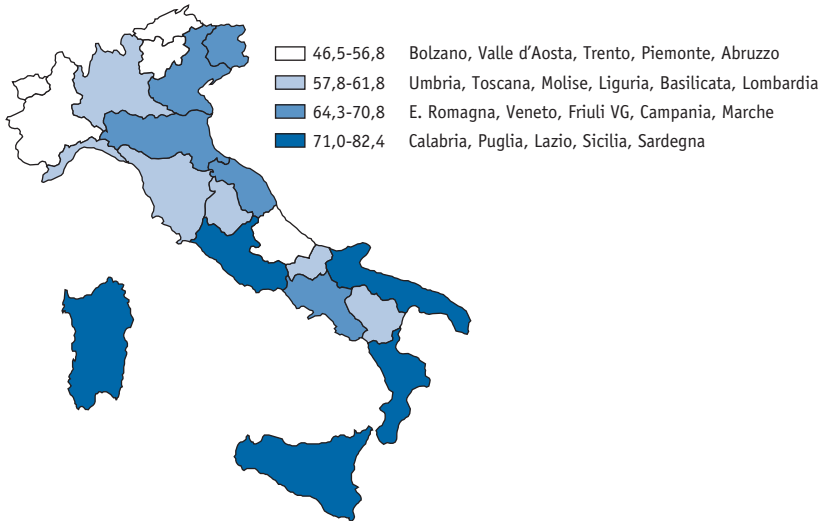 46,5-56,8 Bolzano, Valle d'Aosta, Trento, Piemonte, Abruzzo
57,8-61,8 Umbria, Toscana, Molise, Liguria, Basilicata, Lombardia
64,3-70,8 E. Romagna, Veneto, Friuli VG, Campania, Marche
71,0-82,4 Calabria, Puglia, Lazio, Sicilia, Sardegna